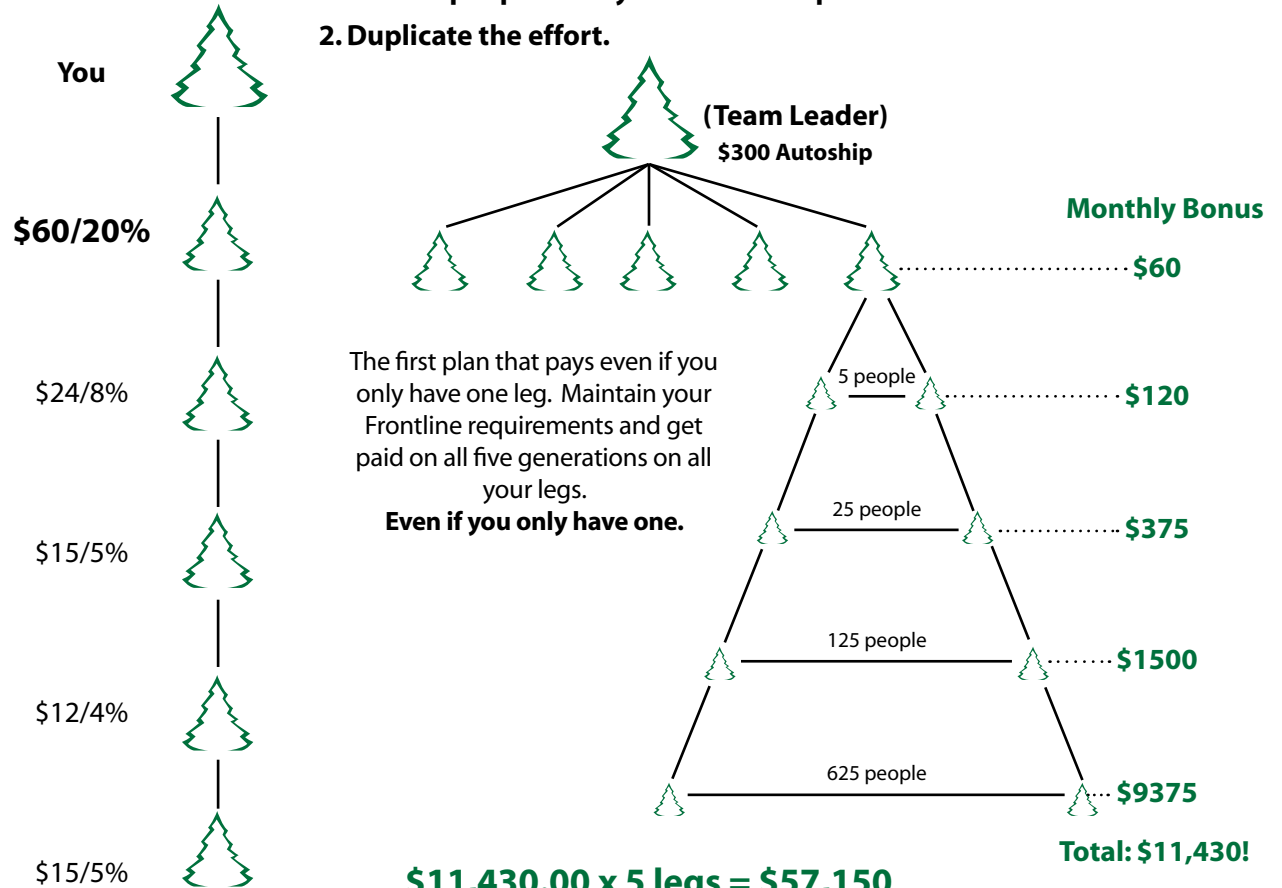 2. Duplicate the effort.
You
(Team Leader)
$300 Autoship
Monthly Bonus
$60/20%
$60
The first plan that pays even if you
only have one leg. Maintain your
Frontline requirements and get
paid on all five generations on all
your legs.
Even if you only have one.
$24/8%
5 people
$120
$15/5%
25 people
$375
$12/4%
125 people
$1500
625 people
$9375
Total: $11,430!
$15/5%
$11,430.00 x 5 legs = $57,150